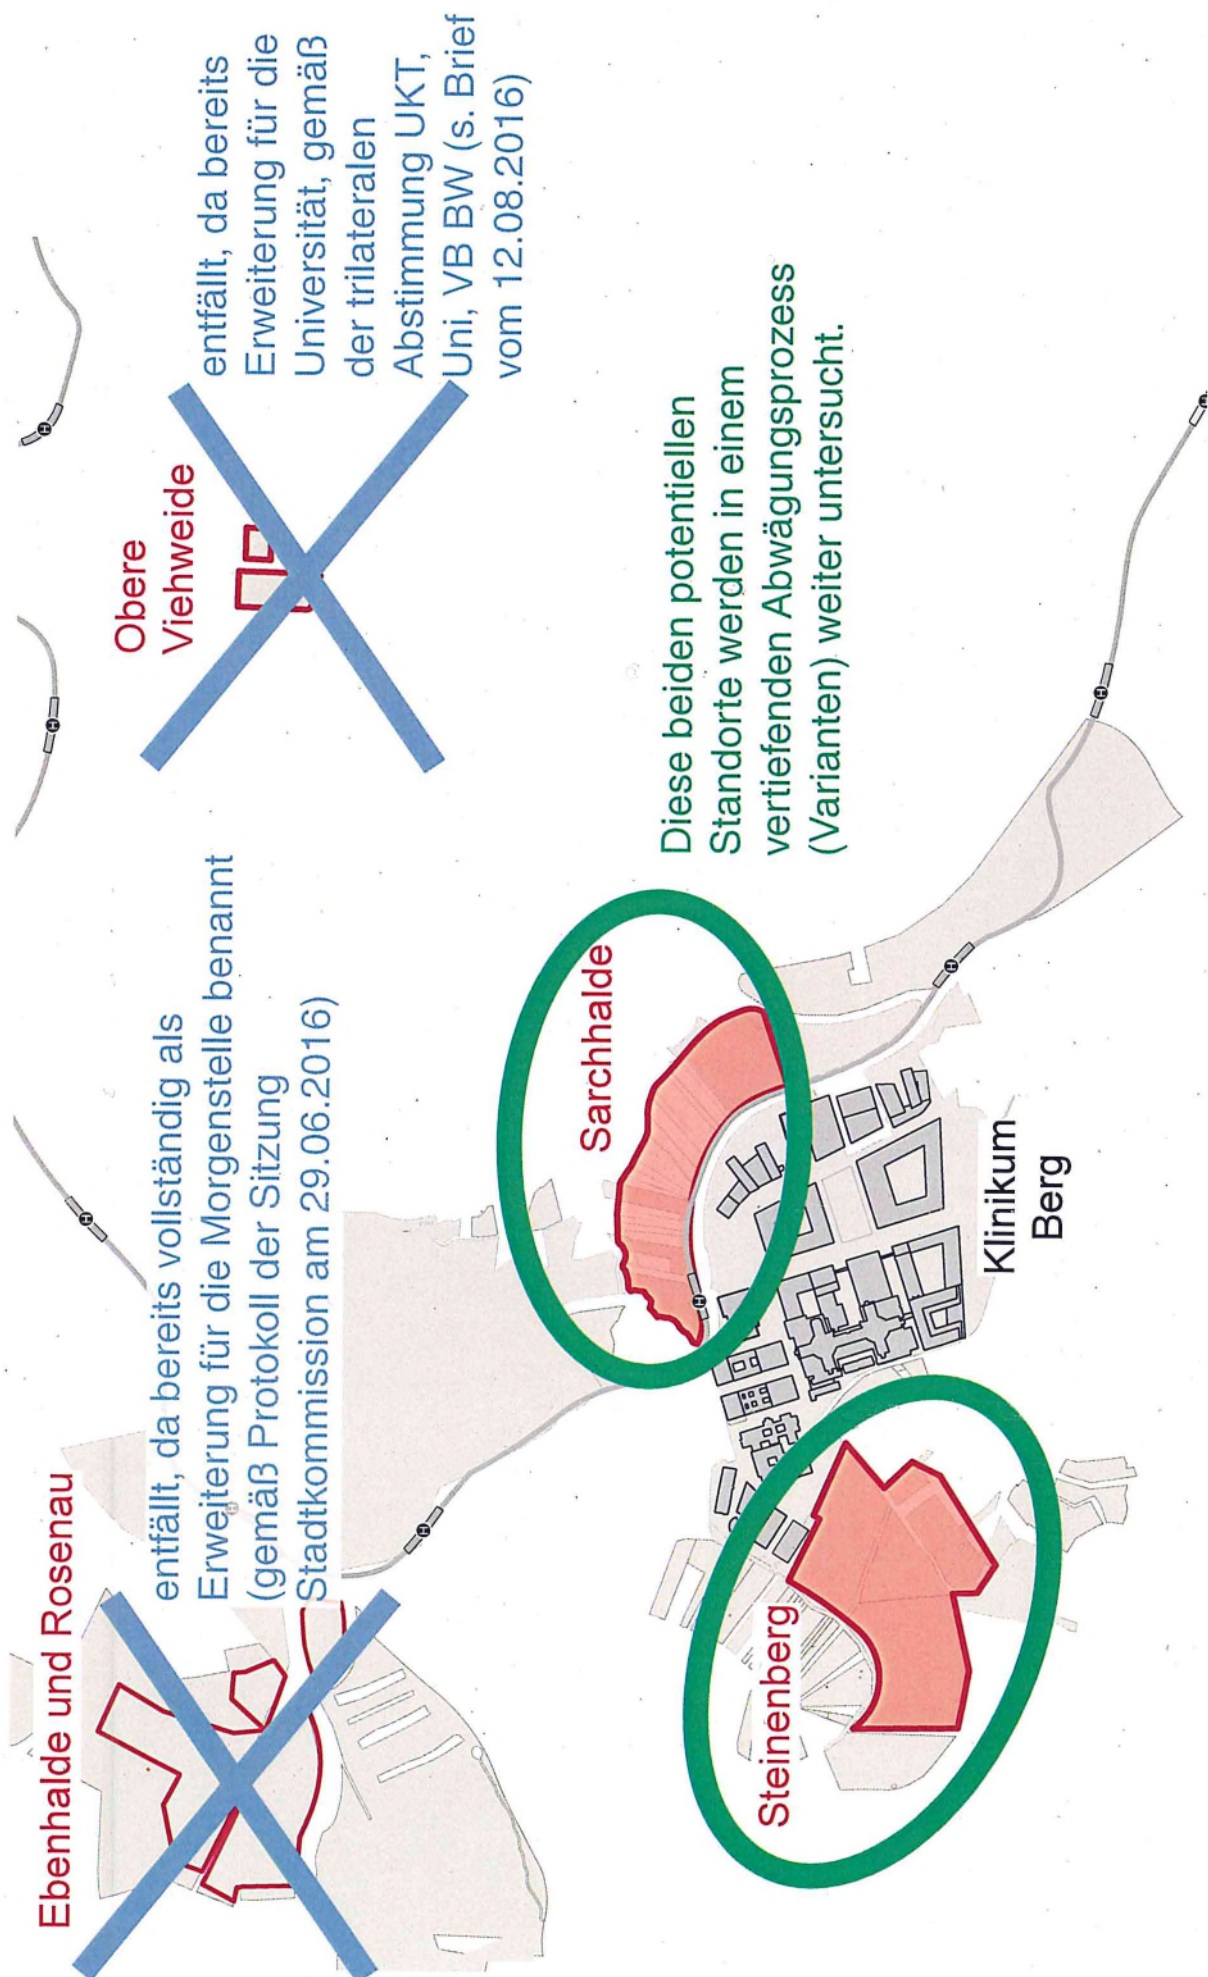 Ebenhalde und Rosenau
entfällt, da bereits vollständig als
Erweiterung für die Morgenstelle benannt
(gemäß Protokoll der Sitzung
Stadtkommission am 29.06.2016)
Obere
Viehweide
entfällt, da bereits
Erweiterung für die
Universität, gemäß
der trilateralen
Abstimmung UKT,
Uni, VB BW (s. Brief
vom 12.08.2016)
Sarchhalde
Diese beiden potentiellen
Standorte werden in einem
vertiefenden Abwägungsprozess
(Varianten) weiter untersucht.
Steinenberg
Klinikum
Berg
H
H
H
H
H
H
H
H
H